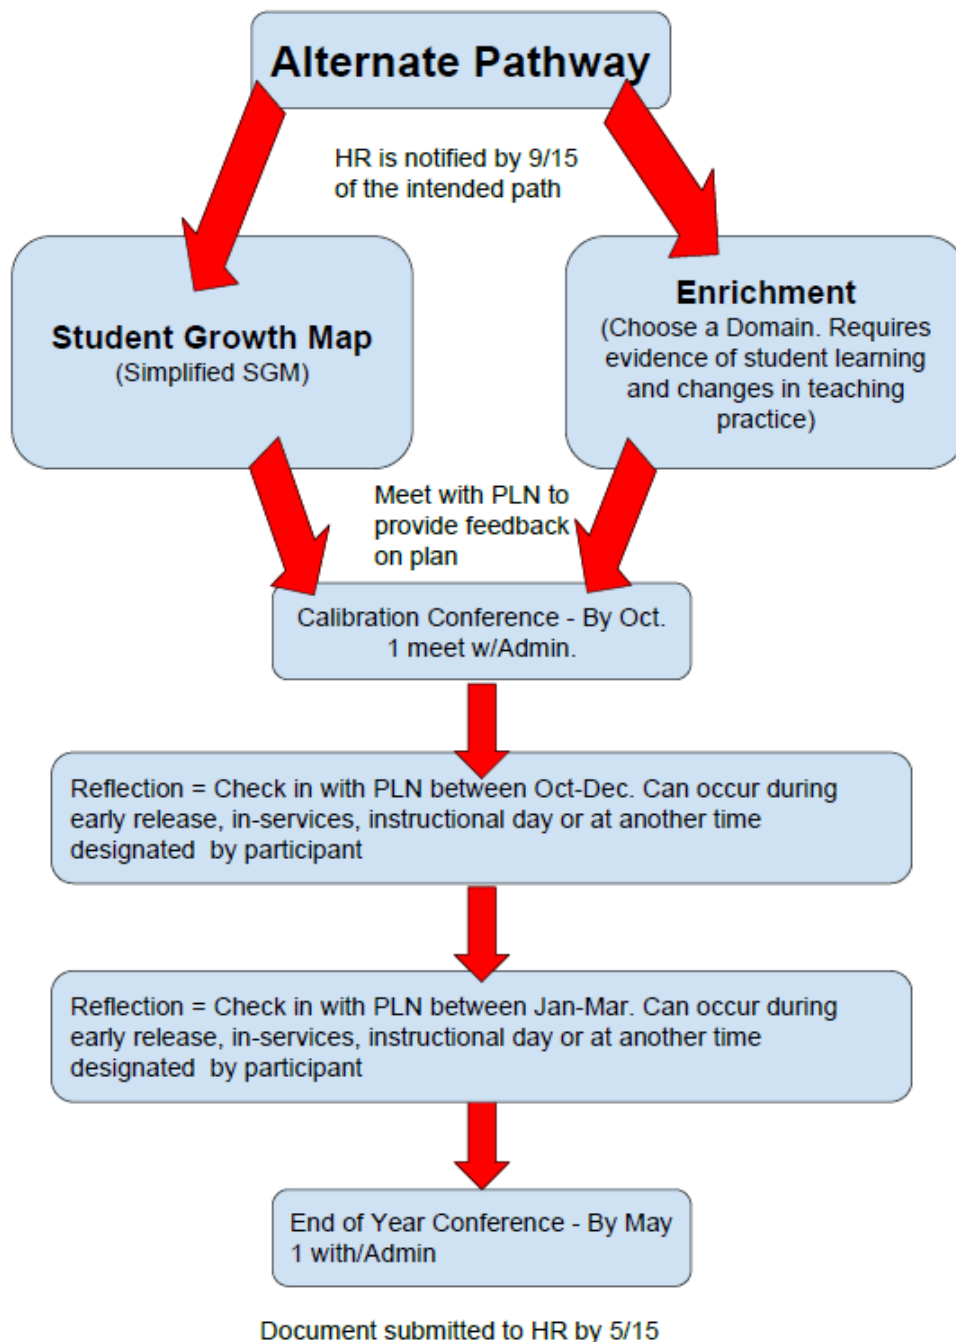 Alternate Pathway
HR is notified by 9/15
of the intended path
Student Growth Map
(Simplified SGM)
Enrichment
(Choose a Domain. Requires
evidence of student learning
and changes in teaching
practice)
Meet with PLN to
provide feedback
on plan
Calibration Conference - By Oct.
1 meet w/Admin.
Reflection = Check in with PLN between Oct-Dec. Can occur during
early release, in-services, instructional day or at another time
designated  by participant
Reflection = Check in with PLN between Jan-Mar. Can occur during
early release, in-services, instructional day or at another time
designated  by participant
End of Year Conference - By May
1 with/Admin
Document submitted to HR by 5/15